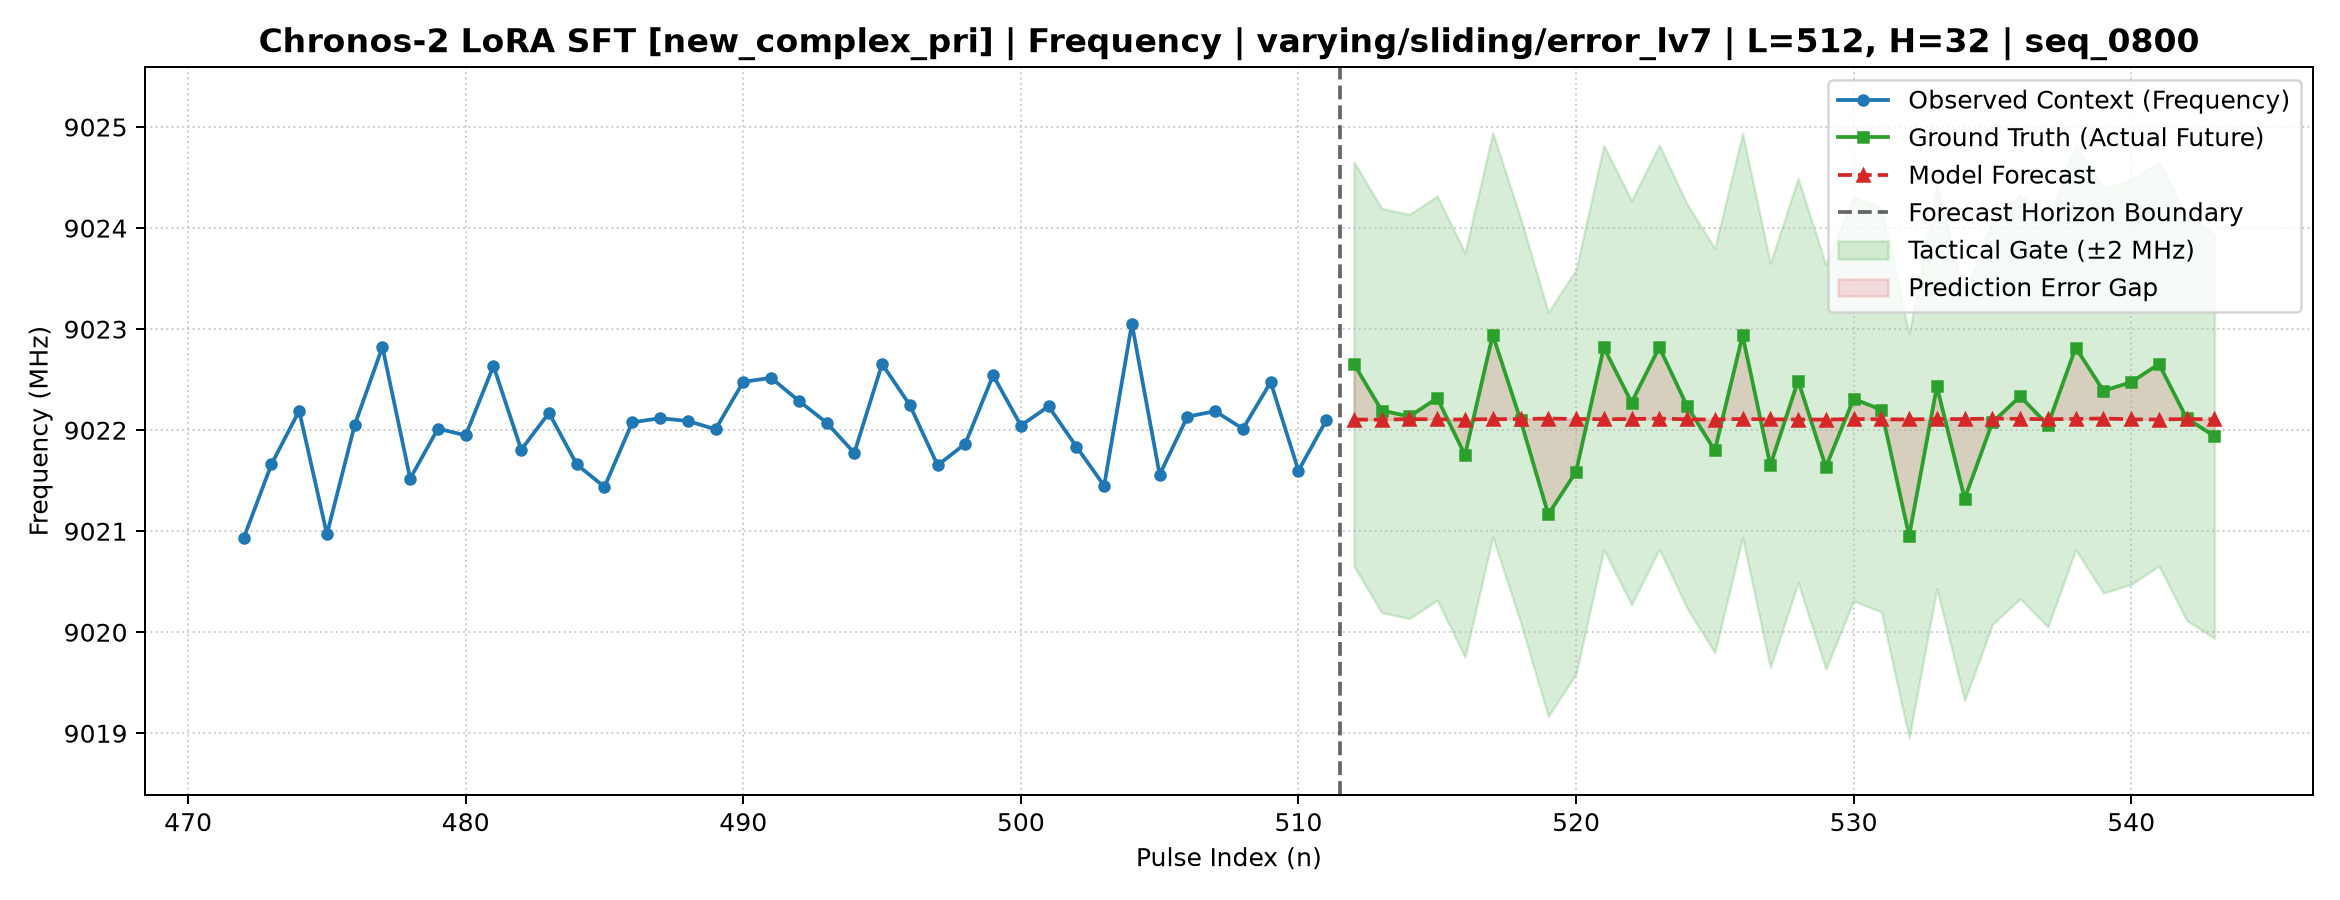 Chronos-2 LoRA SFT [new_complex_pri] | Frequency | varying/sliding/error_lv7 | L=512, H=32 | seq_0800
Observed Context (Frequency)
Ground Truth (Actual Future)
Model Forecast
Forecast Horizon Boundary
Tactical Gate (±2 MHz)
Prediction Error Gap
Frequency (MHz)
9025
9024
9023
9022
9021
9020
9019
470 480 490 500 510 520 530 540
Pulse Index (n)